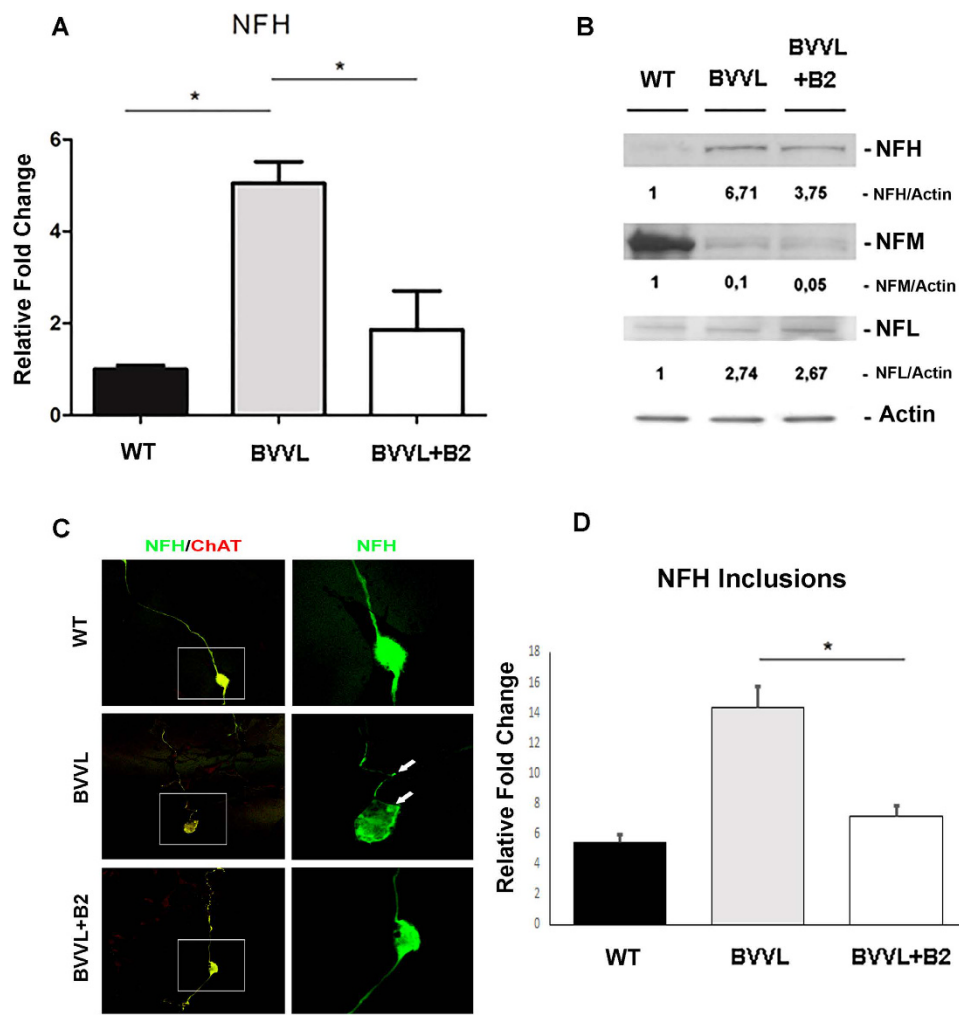 A
NFH
*
*
Relative Fold Change
6
4
2
0
WT
BVVL
BVVL+B2
B
WT
BVVL
BVVL
+B2
- NFH
1
6,71
3,75
- NFH/Actin
- NFM
1
0,1
0,05
- NFM/Actin
- NFL
1
2,74
2,67
- NFL/Actin
- Actin
C
NFH/ChAT
NFH
WT
BVVL
BVVL+B2
D
NFH Inclusions
*
Relative Fold Change
18
16
14
12
10
8
6
4
2
0
WT
BVVL
BVVL+B2